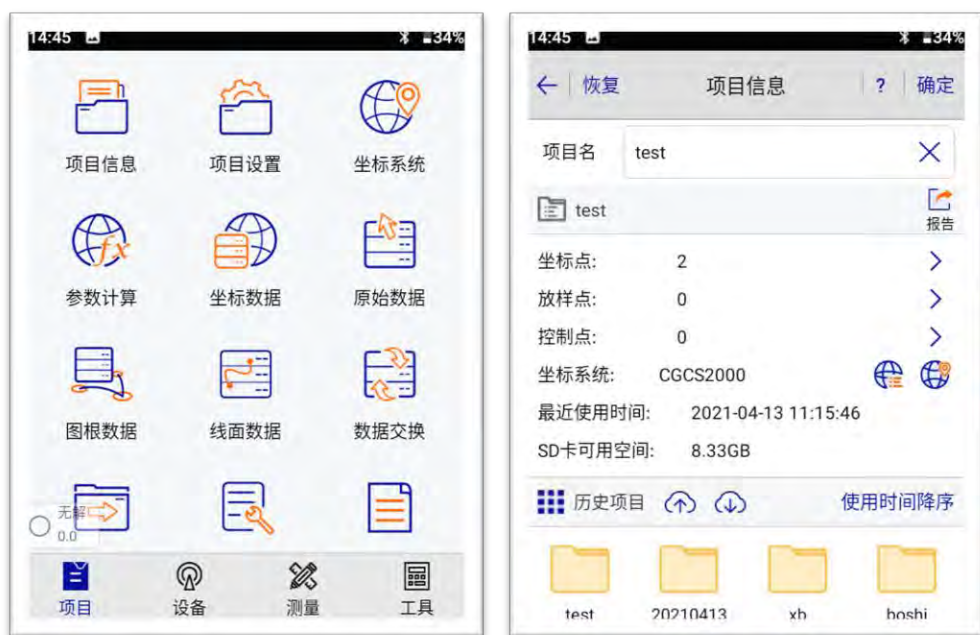 14:45
34%
项目信息 项目设置 坐标系统
参数计算 坐标数据 原始数据
图根数据 线面数据 数据交换
无解
0.0
项目 设备 测量 工具
14:45
34%
恢复 项目信息 ? 确定
项目名 test
test
报告
坐标点: 2
放样点: 0
控制点: 0
坐标系统: CGCS2000
最近使用时间: 2021-04-13 11:15:46
SD卡可用空间: 8.33GB
历史项目 使用时间降序
test 20210413 xb boshi